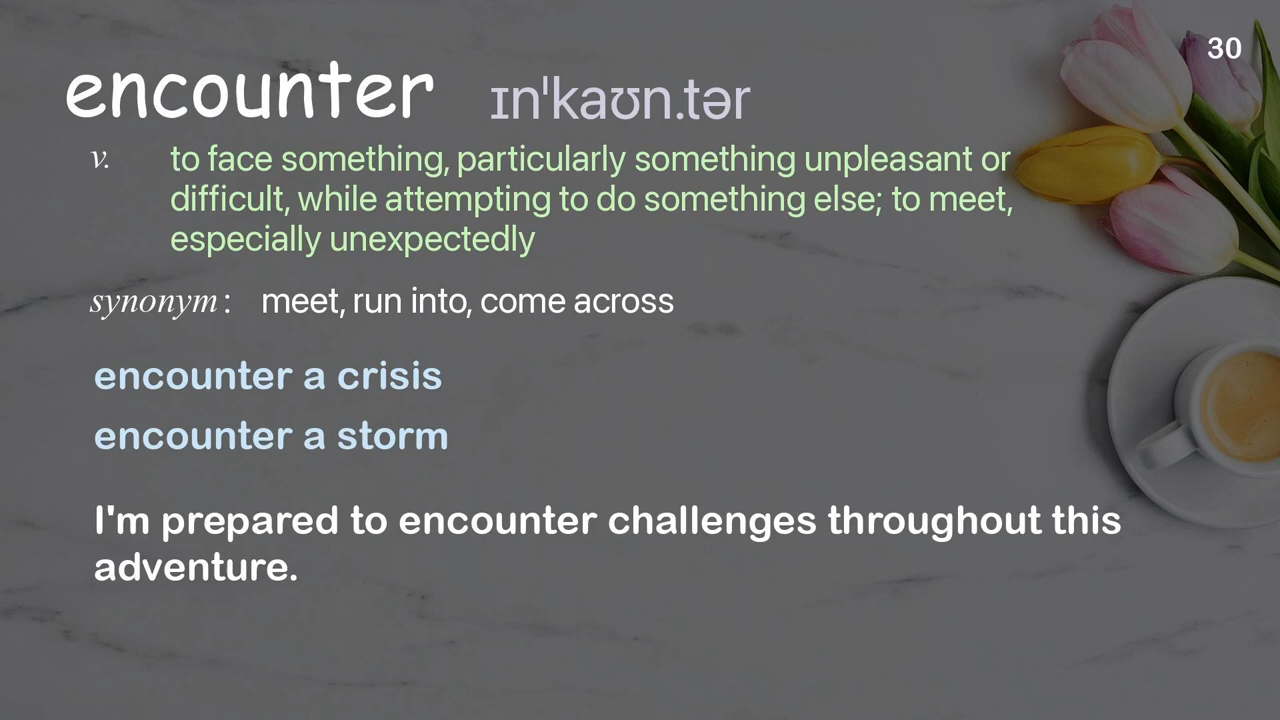 30
encounter ɪnˈkaʊn.tər
v. to face something, particularly something unpleasant or
difficult, while attempting to do something else; to meet,
especially unexpectedly
synonym : meet, run into, come across
encounter a crisis
encounter a storm
I'm prepared to encounter challenges throughout this
adventure.